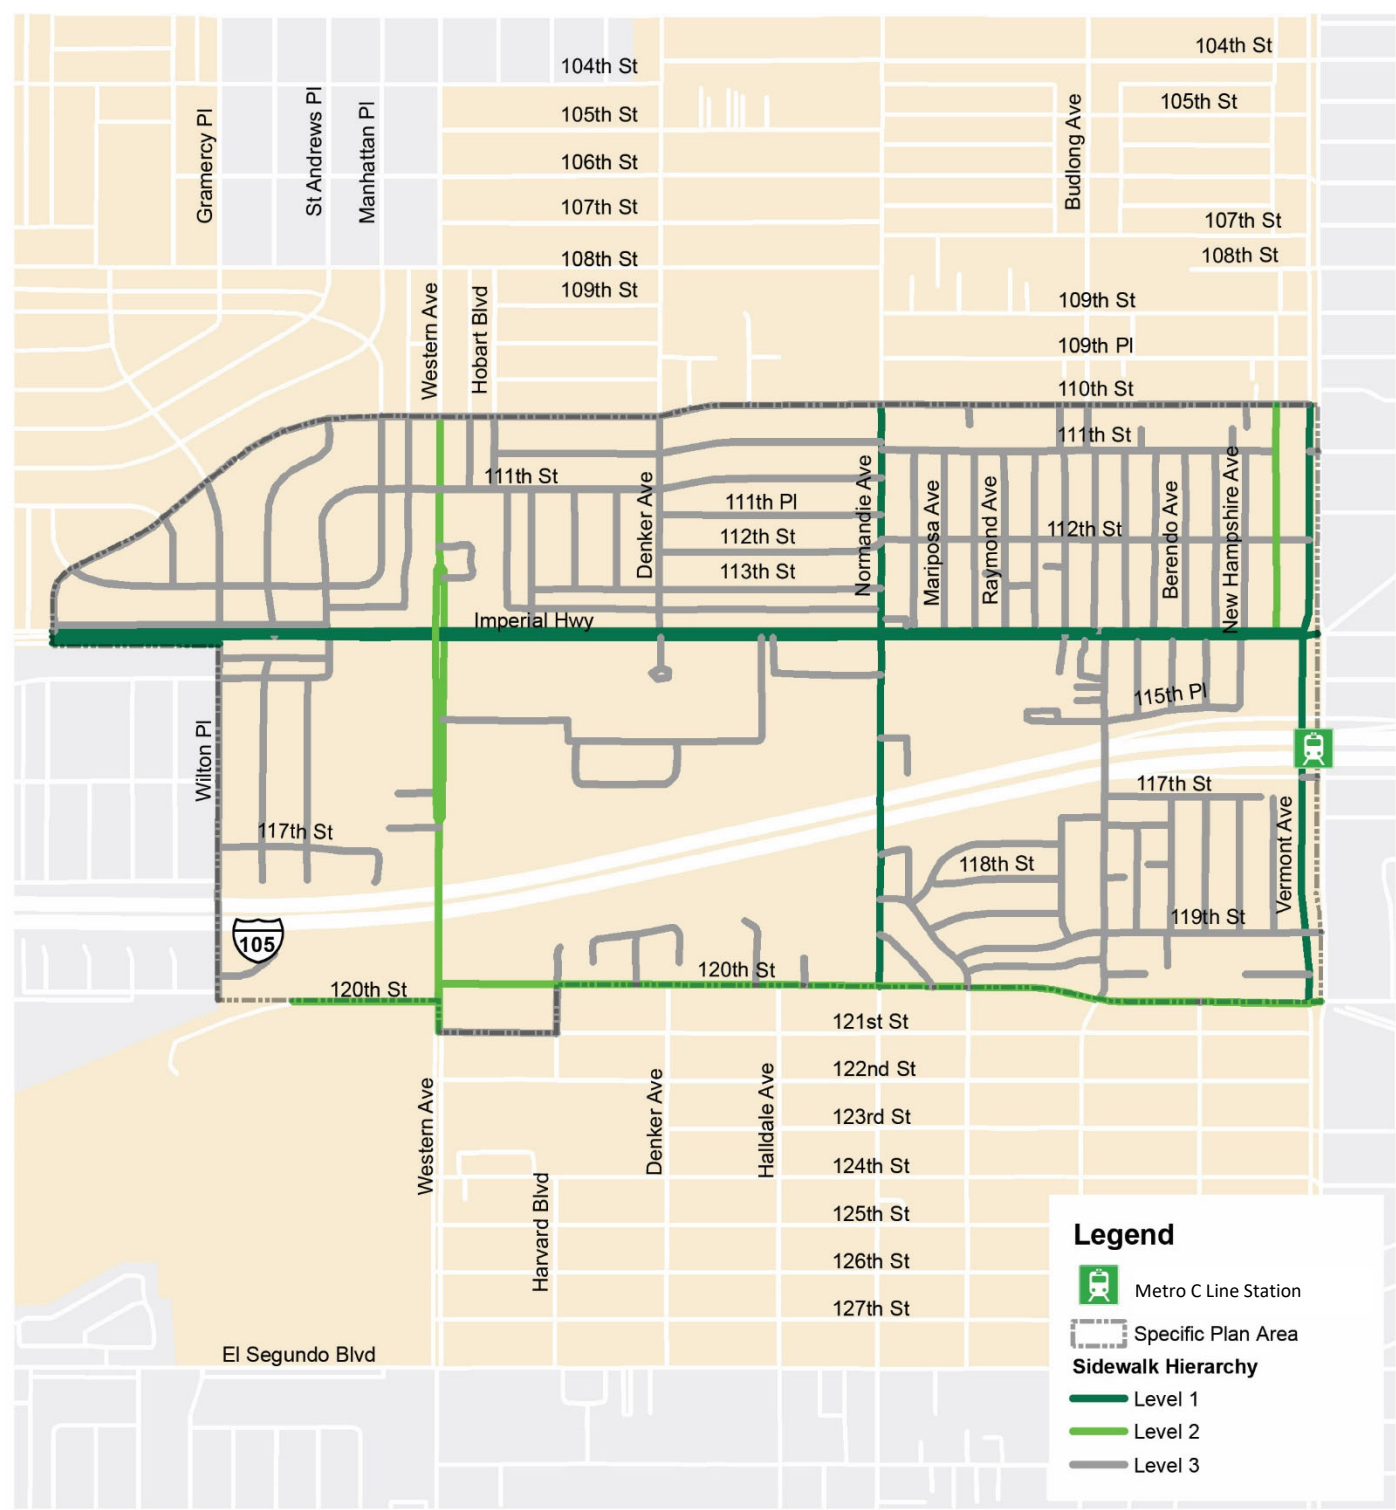 104th St
104th St
105th St
105th St
Gramercy Pl
St Andrews Pl
Manhattan Pl
Budlong Ave
106th St
107th St
107th St
108th St
108th St
109th St
109th St
Western Ave
Hobart Blvd
109th Pl
110th St
111th St
111th St
Denker Ave
111th Pl
112th St
113th St
Normandie Ave
Mariposa Ave
Raymond Ave
112th St
Berendo Ave
New Hampshire Ave
Imperial Hwy
115th Pl
Wilton Pl
117th St
117th St
Vermont Ave
118th St
119th St
105
120th St
120th St
121st St
122nd St
123rd St
124th St
125th St
126th St
127th St
Western Ave
Harvard Blvd
Denker Ave
Halldale Ave
El Segundo Blvd
Legend
Metro C Line Station
Specific Plan Area
Sidewalk Hierarchy
Level 1
Level 2
Level 3